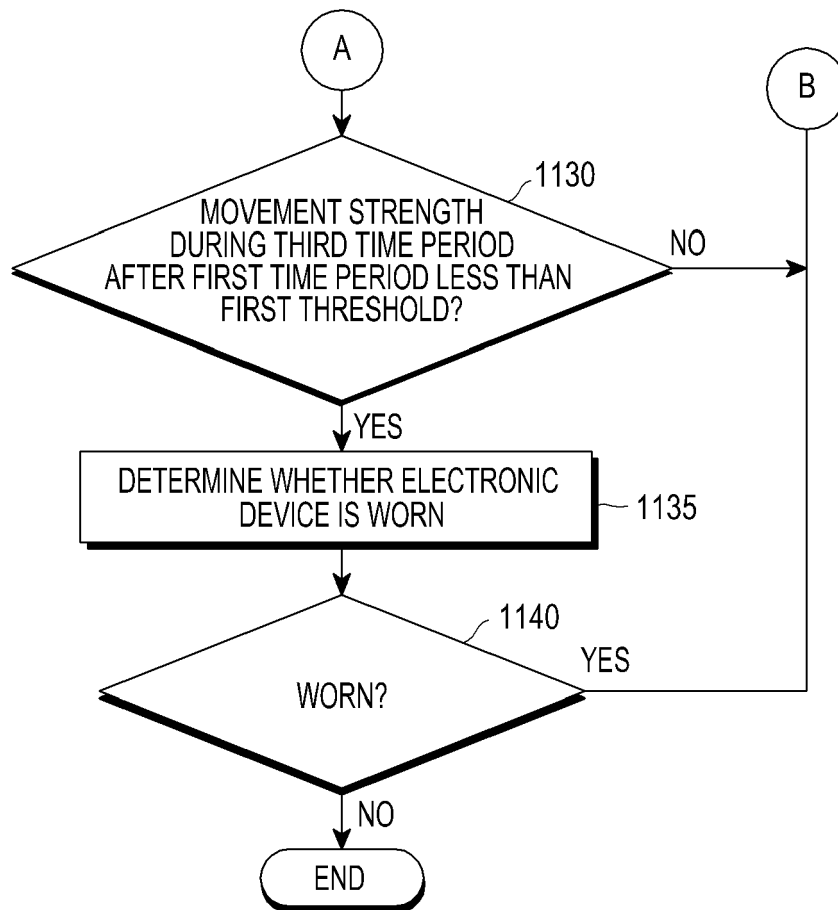 A
B
1130
MOVEMENT STRENGTH
DURING THIRD TIME PERIOD
AFTER FIRST TIME PERIOD LESS THAN
FIRST THRESHOLD?
NO
YES
DETERMINE WHETHER ELECTRONIC
DEVICE IS WORN
1135
1140
WORN?
YES
NO
END